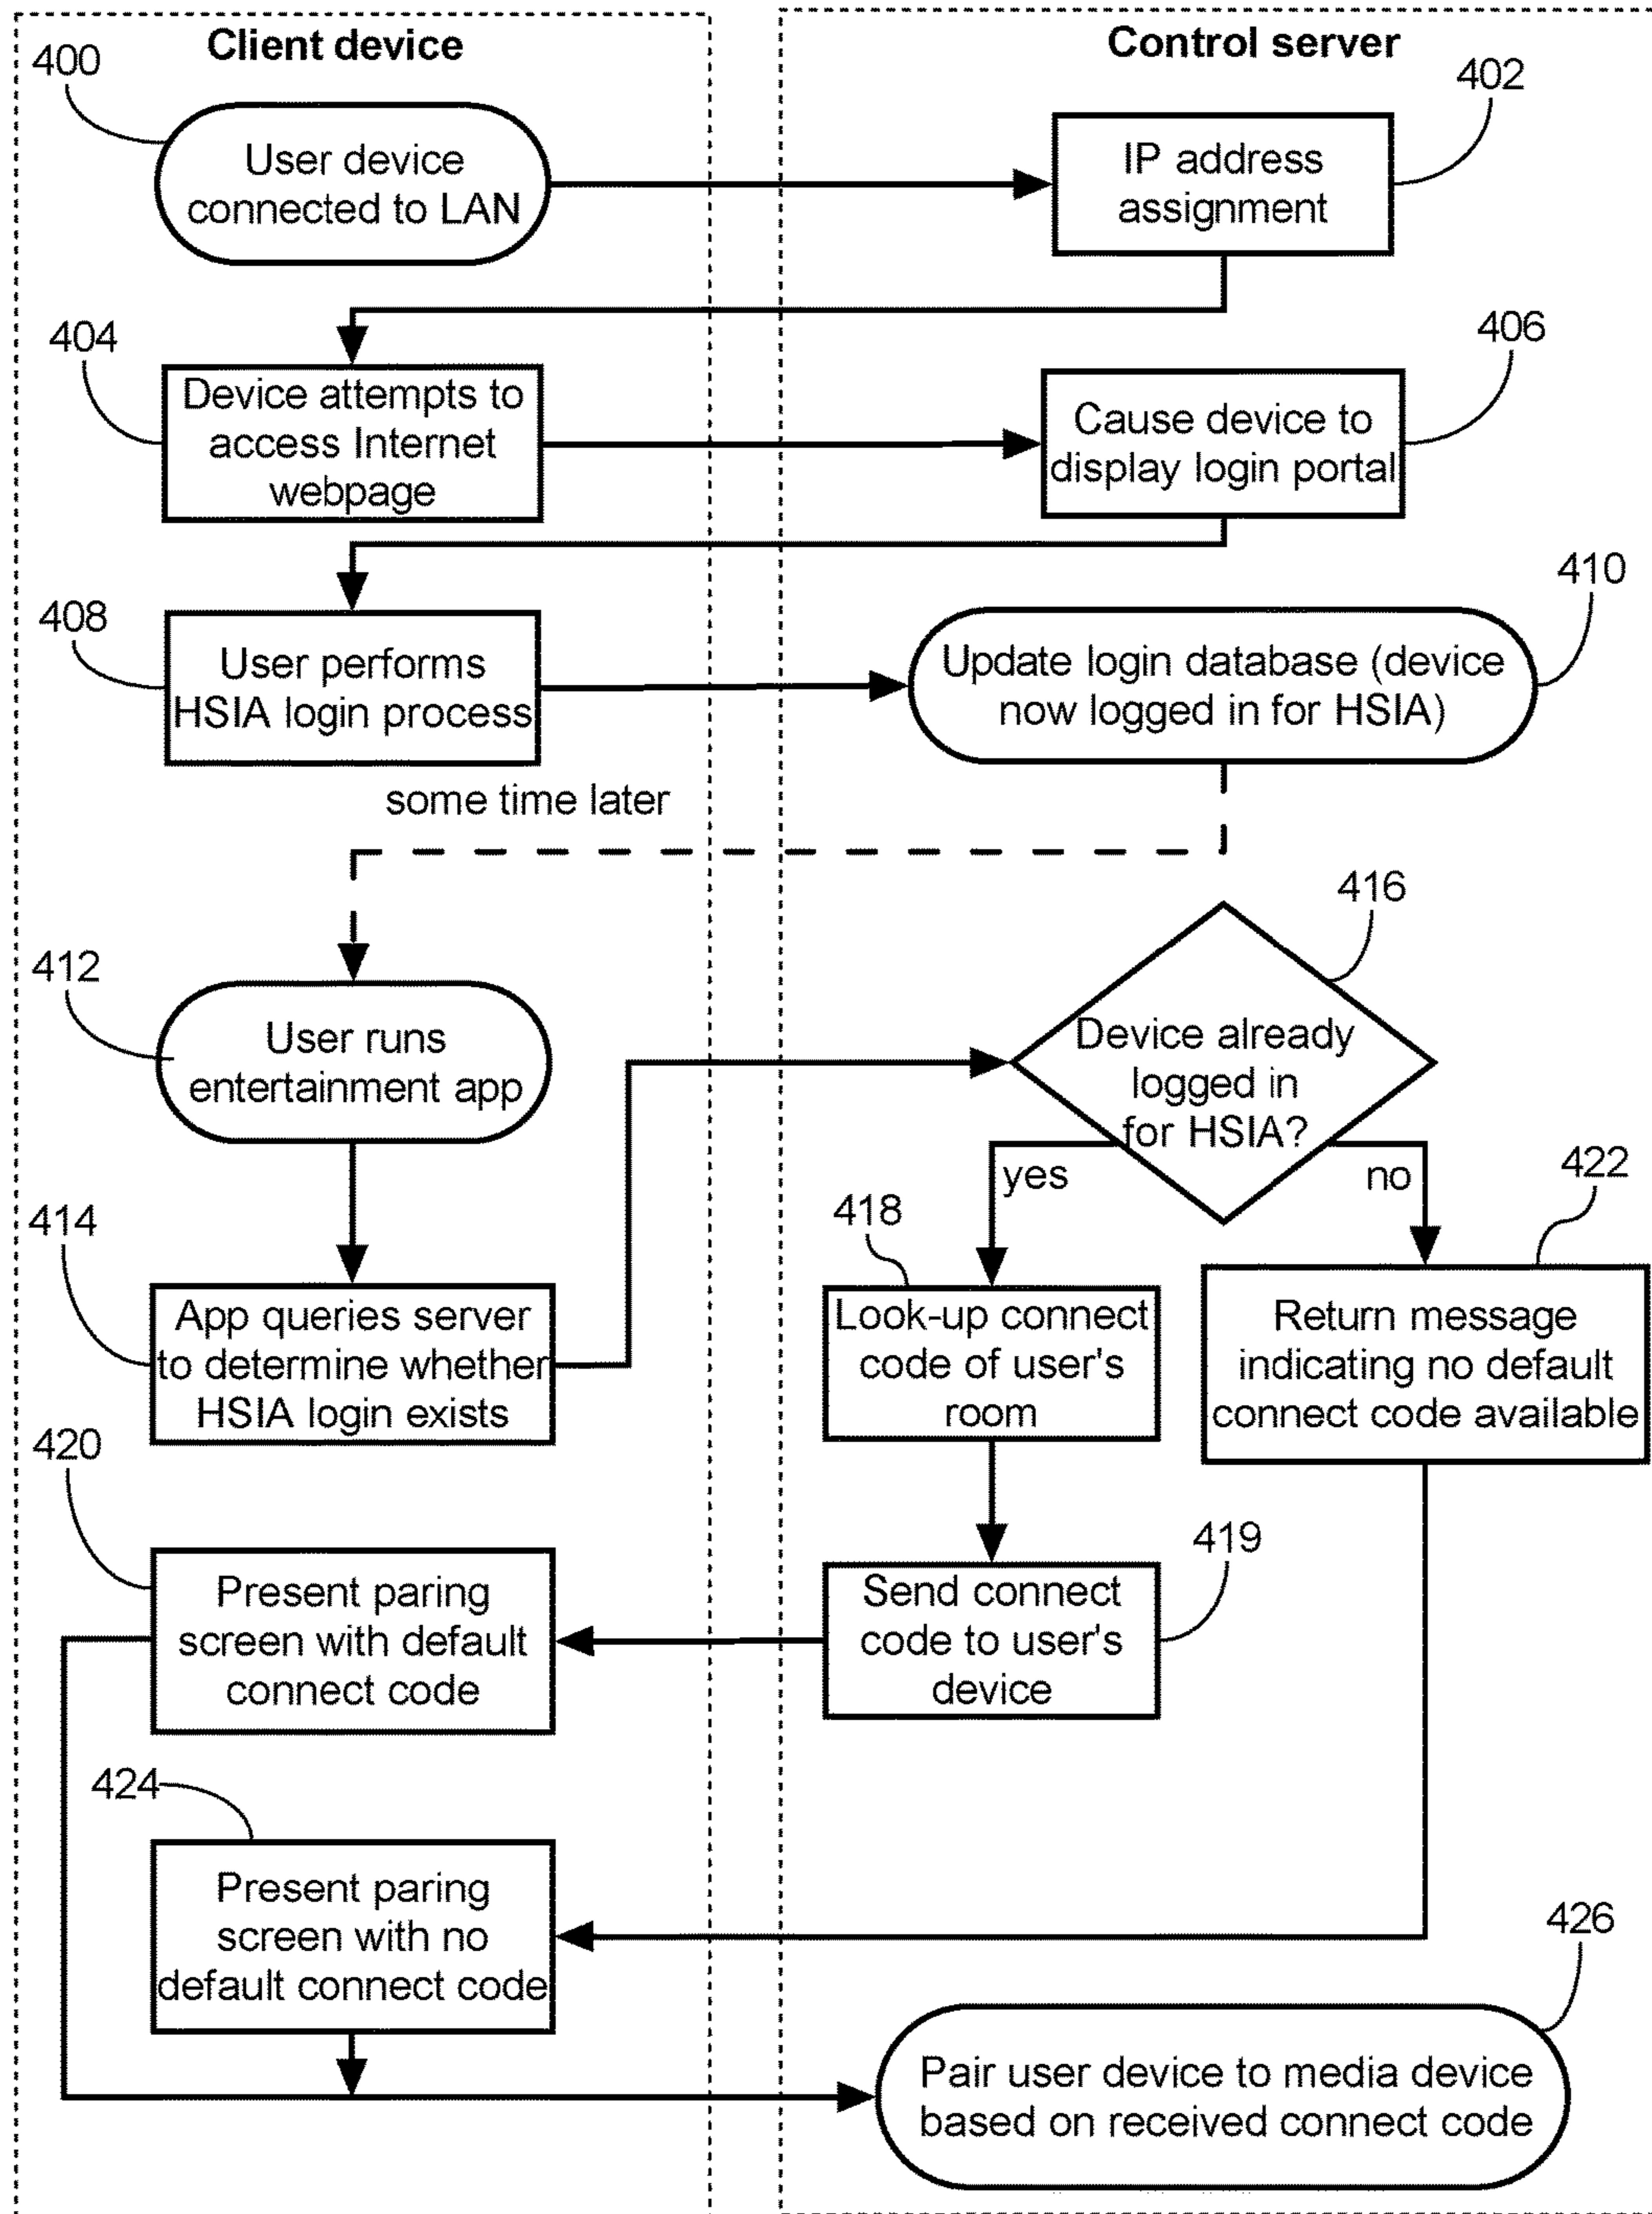 Client device
Control server
400
402
User device
connected to LAN
IP address
assignment
404
406
Device attempts to
access Internet
webpage
Cause device to
display login portal
408
410
User performs
HSIA login process
Update login database (device
now logged in for HSIA)
some time later
412
416
User runs
entertainment app
Device already
logged in
for HSIA?
yes
no
414
418
422
App queries server
to determine whether
HSIA login exists
Look-up connect
code of user's
room
Return message
indicating no default
connect code available
420
419
Present paring
screen with default
connect code
Send connect
code to user's
device
424
Present paring
screen with no
default connect code
426
Pair user device to media device
based on received connect code